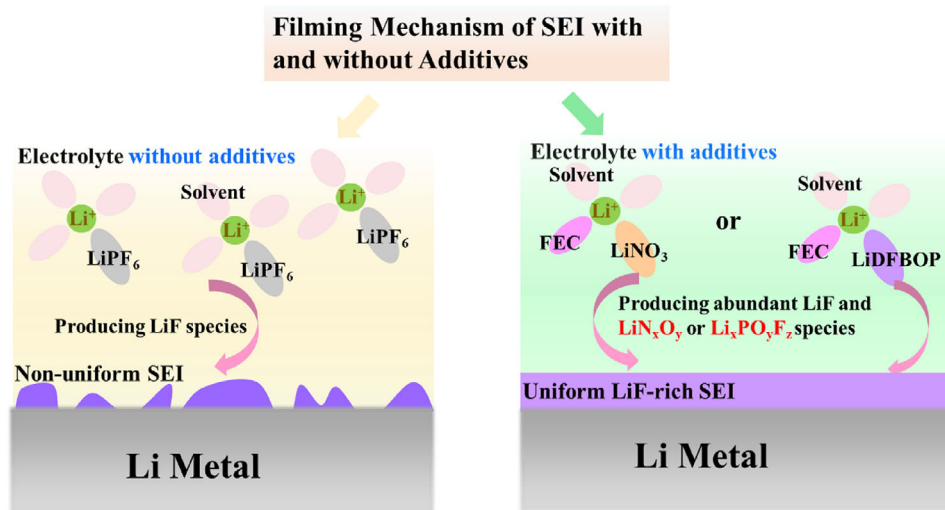 Filming Mechanism of SEI with
and without Additives
Electrolyte without additives
Solvent
Li⁺
Li⁺
Li⁺
LiPF₆
LiPF₆
LiPF₆
Producing LiF species
Non-uniform SEI
Li Metal
Electrolyte with additives
Solvent
Li⁺
FEC
LiNO₃
or
Solvent
Li⁺
FEC
LiDFBOP
Producing abundant LiF and
LiNₓOᵧ or LiₓPOᵧF_z species
Uniform LiF-rich SEI
Li Metal